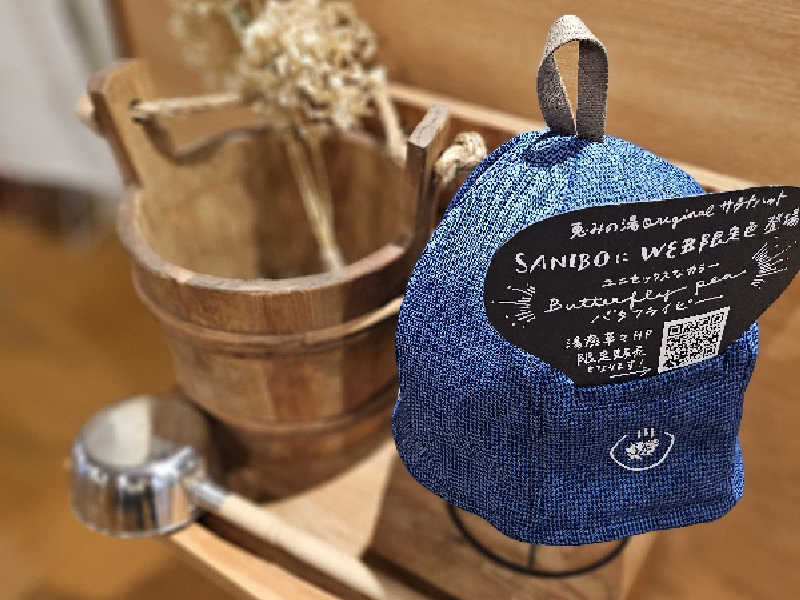 恵みの湯Original サウナハット
SANIBOに WEB限定色 登場
ユニセックスなカラー
Butterfly pea
バタフライピー
湯友楽々HP
限定販売